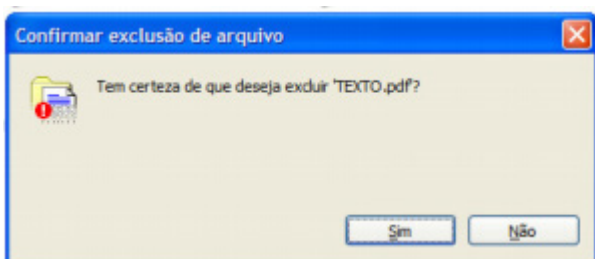 Confirmar exclusão de arquivo
Tem certeza de que deseja excluir 'TEXTO.pdf'?
Sim
Não